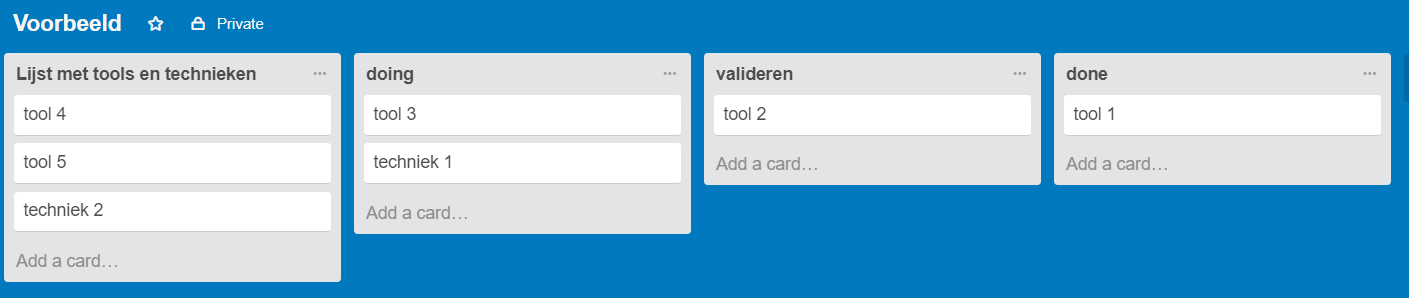 Voorbeeld Private
Lijst met tools en technieken
tool 4
tool 5
techniek 2
Add a card…
doing
tool 3
techniek 1
Add a card…
valideren
tool 2
Add a card…
done
tool 1
Add a card…